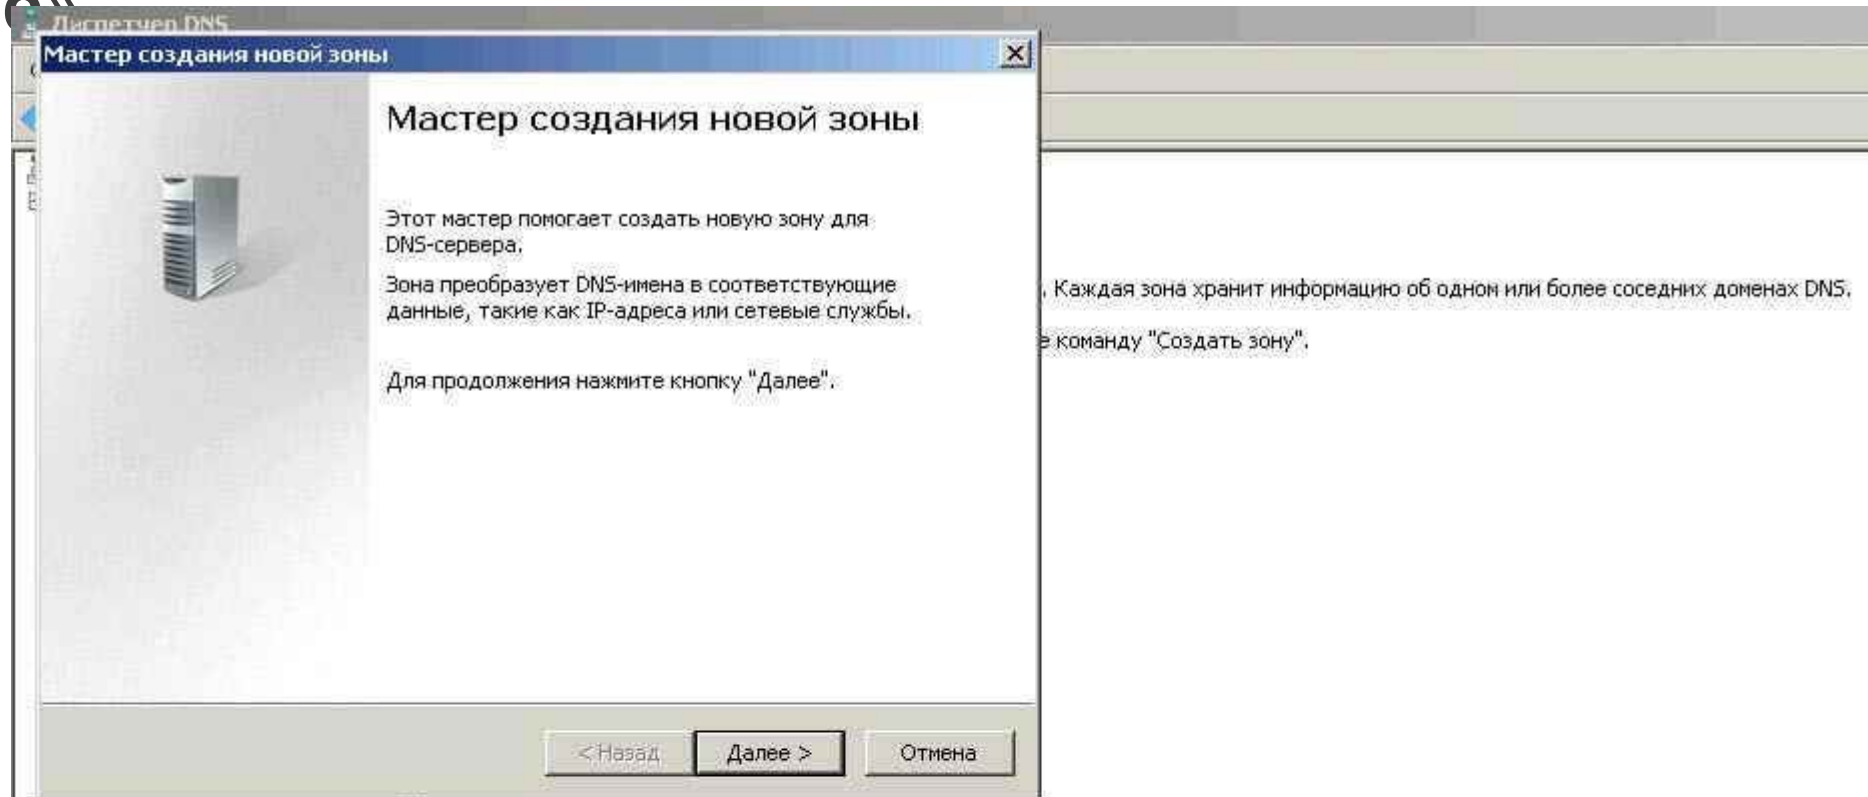 Диспетчер DNS
Мастер создания новой зоны
Мастер создания новой зоны
Этот мастер помогает создать новую зону для
DNS-сервера.
Зона преобразует DNS-имена в соответствующие
данные, такие как IP-адреса или сетевые службы.
Для продолжения нажмите кнопку "Далее".
. Каждая зона хранит информацию об одном или более соседних доменах DNS.
команду "Создать зону".
< Назад
Далее >
Отмена